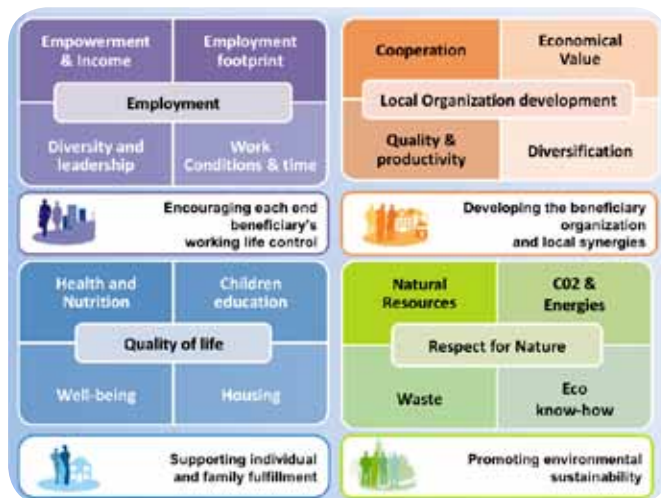 Empowerment
& Income
Employment
footprint
Employment
Diversity and
leadership
Work
Conditions & time
Encouraging each end
beneficiary's
working life control
Cooperation
Economical
Value
Local Organization development
Quality &
productivity
Diversification
Developing the beneficiary
organization
and local synergies
Health and
Nutrition
Children
education
Quality of life
Well-being
Housing
Supporting individual
and family fulfillment
Natural
Resources
C02 &
Energies
Respect for Nature
Waste
Eco
know-how
Promoting environmental
sustainability